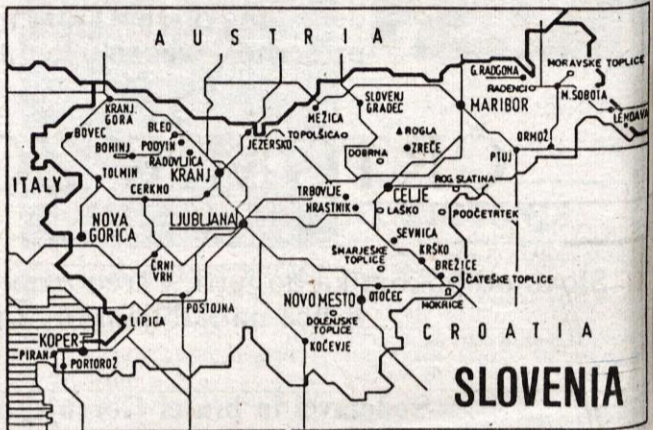 AUSTRIA
MORAVSKE TOPLICE
G.RADGONA
RADENCI
M.SOBOTA
LENDAVA
KRANJ.
GORA
MEŽICA
SLOVENJ
GRADEC
MARIBOR
BOVEC
BLED
PODVIN
BOHINJ
RADOVLJICA
JEZERSKO
TOPOLŠICA
ROGLA
ZREČE
DOBRNA
ORMOŽ
PTUJ
ITALY
TOLMIN
KRANJ
CERKNO
TRBOVLJE
HRASTNIK
CELJE
ROG. SLATINA
LAŠKO
PODČETRTEK
NOVA
GORICA
LJUBLJANA
SEVNICA
ČRNI
VRH
ŠMARJEŠKE
TOPLICE
KRŠKO
BREŽICE
ČATEŠKE TOPLICE
MOKRICE
LIPICA
POSTOJNA
NOVO MESTO
OTOČEC
DOLENJSKE
TOPLICE
KOPER
PIRAN
PORTOROŽ
KOČEVJE
CROATIA
SLOVENIA